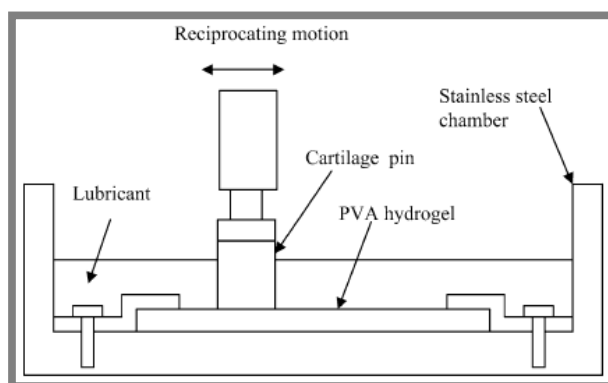 Reciprocating motion
Stainless steel
chamber
Cartilage pin
Lubricant
PVA hydrogel